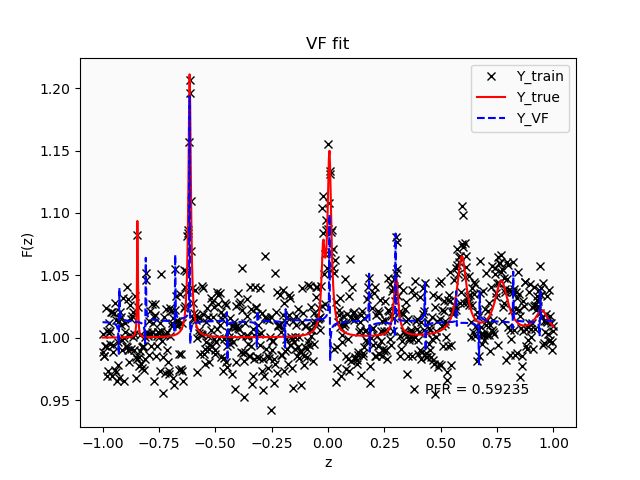 VF fit
Y_train
Y_true
Y_VF
F(z)
1.20
1.15
1.10
1.05
1.00
0.95
PFR = 0.59235
−1.00 −0.75 −0.50 −0.25 0.00 0.25 0.50 0.75 1.00
z